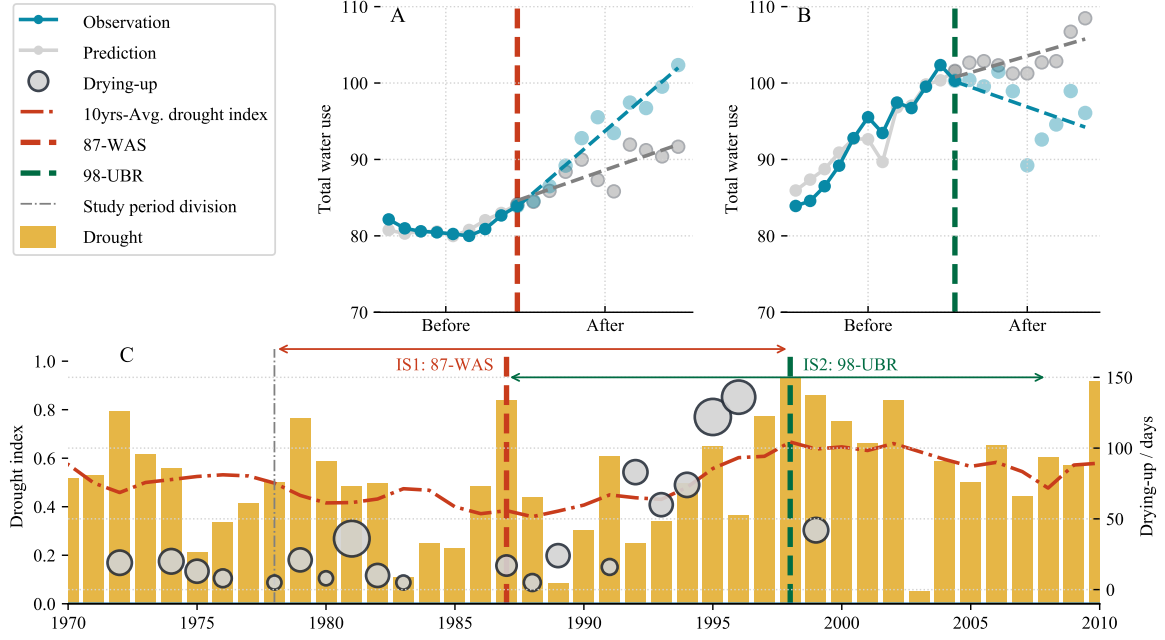 Observation
Prediction
Drying-up
10yrs-Avg. drought index
87-WAS
98-UBR
Study period division
Drought
A
110
100
90
80
70
Total water use
Before
After
B
110
100
90
80
70
Total water use
Before
After
C
IS1: 87-WAS
IS2: 98-UBR
1.0
0.8
0.6
0.4
0.2
0.0
Drought index
150
100
50
0
Drying-up / days
1970
1975
1980
1985
1990
1995
2000
2005
2010